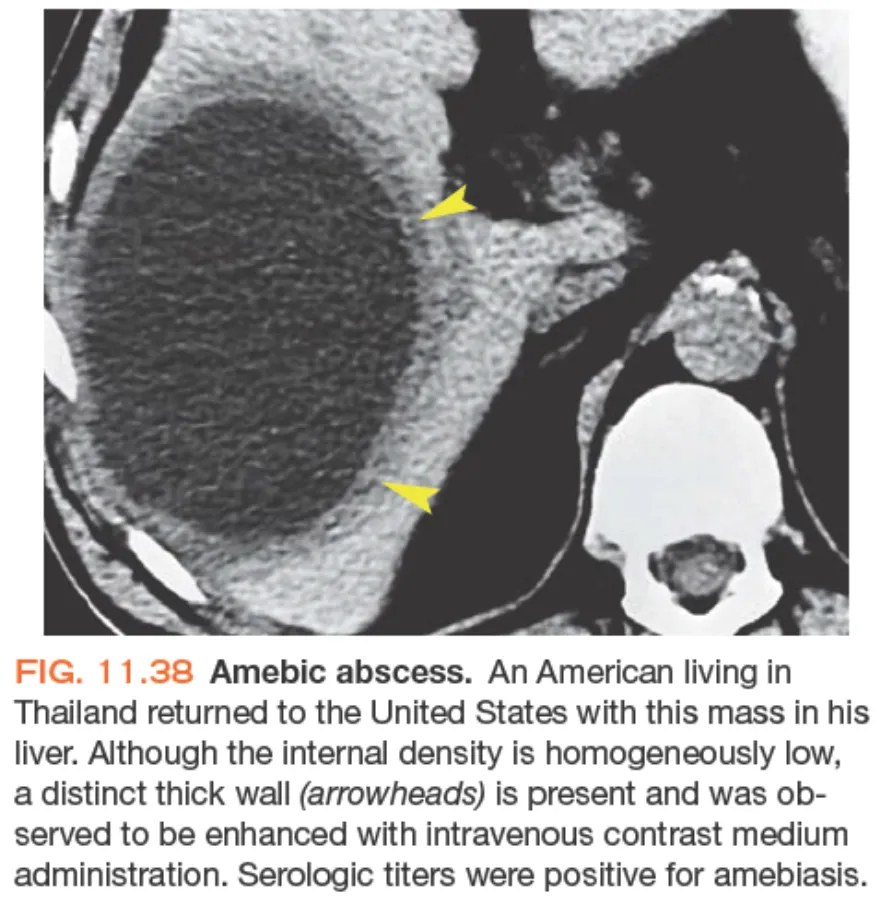 FIG. 11.38 Amebic abscess. An American living in
Thailand returned to the United States with this mass in his
liver. Although the internal density is homogeneously low,
a distinct thick wall (arrowheads) is present and was ob-
served to be enhanced with intravenous contrast medium
administration. Serologic titers were positive for amebiasis.